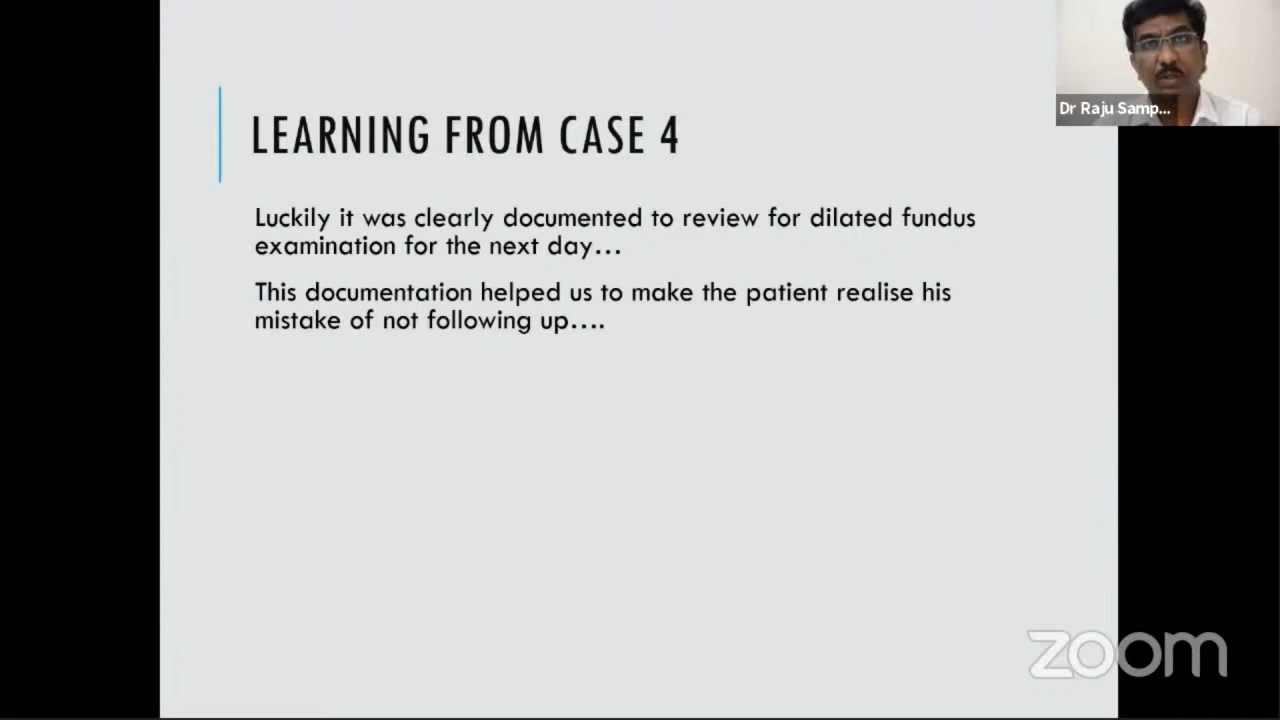 Dr Raju Samp...
LEARNING FROM CASE 4
Luckily it was clearly documented to review for dilated fundus
examination for the next day...
This documentation helped us to make the patient realise his
mistake of not following up....
zoom